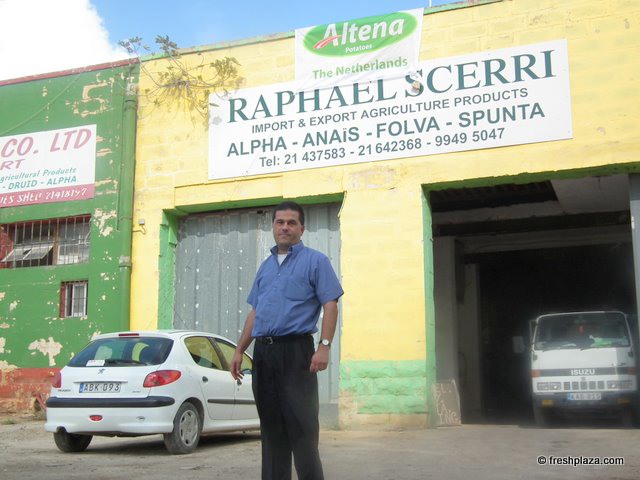 Altena
Potatoes
The Netherlands
RAPHAEL SCERRI
IMPORT & EXPORT AGRICULTURE PRODUCTS
ALPHA - ANAïS - FOLVA - SPUNTA
Tel: 21 437583 - 21 642368 - 9949 5047
CO. LTD
RT
gricultural Products
- DRUID - ALPHA
21418157
ABK 093
ISUZU
© freshplaza.com